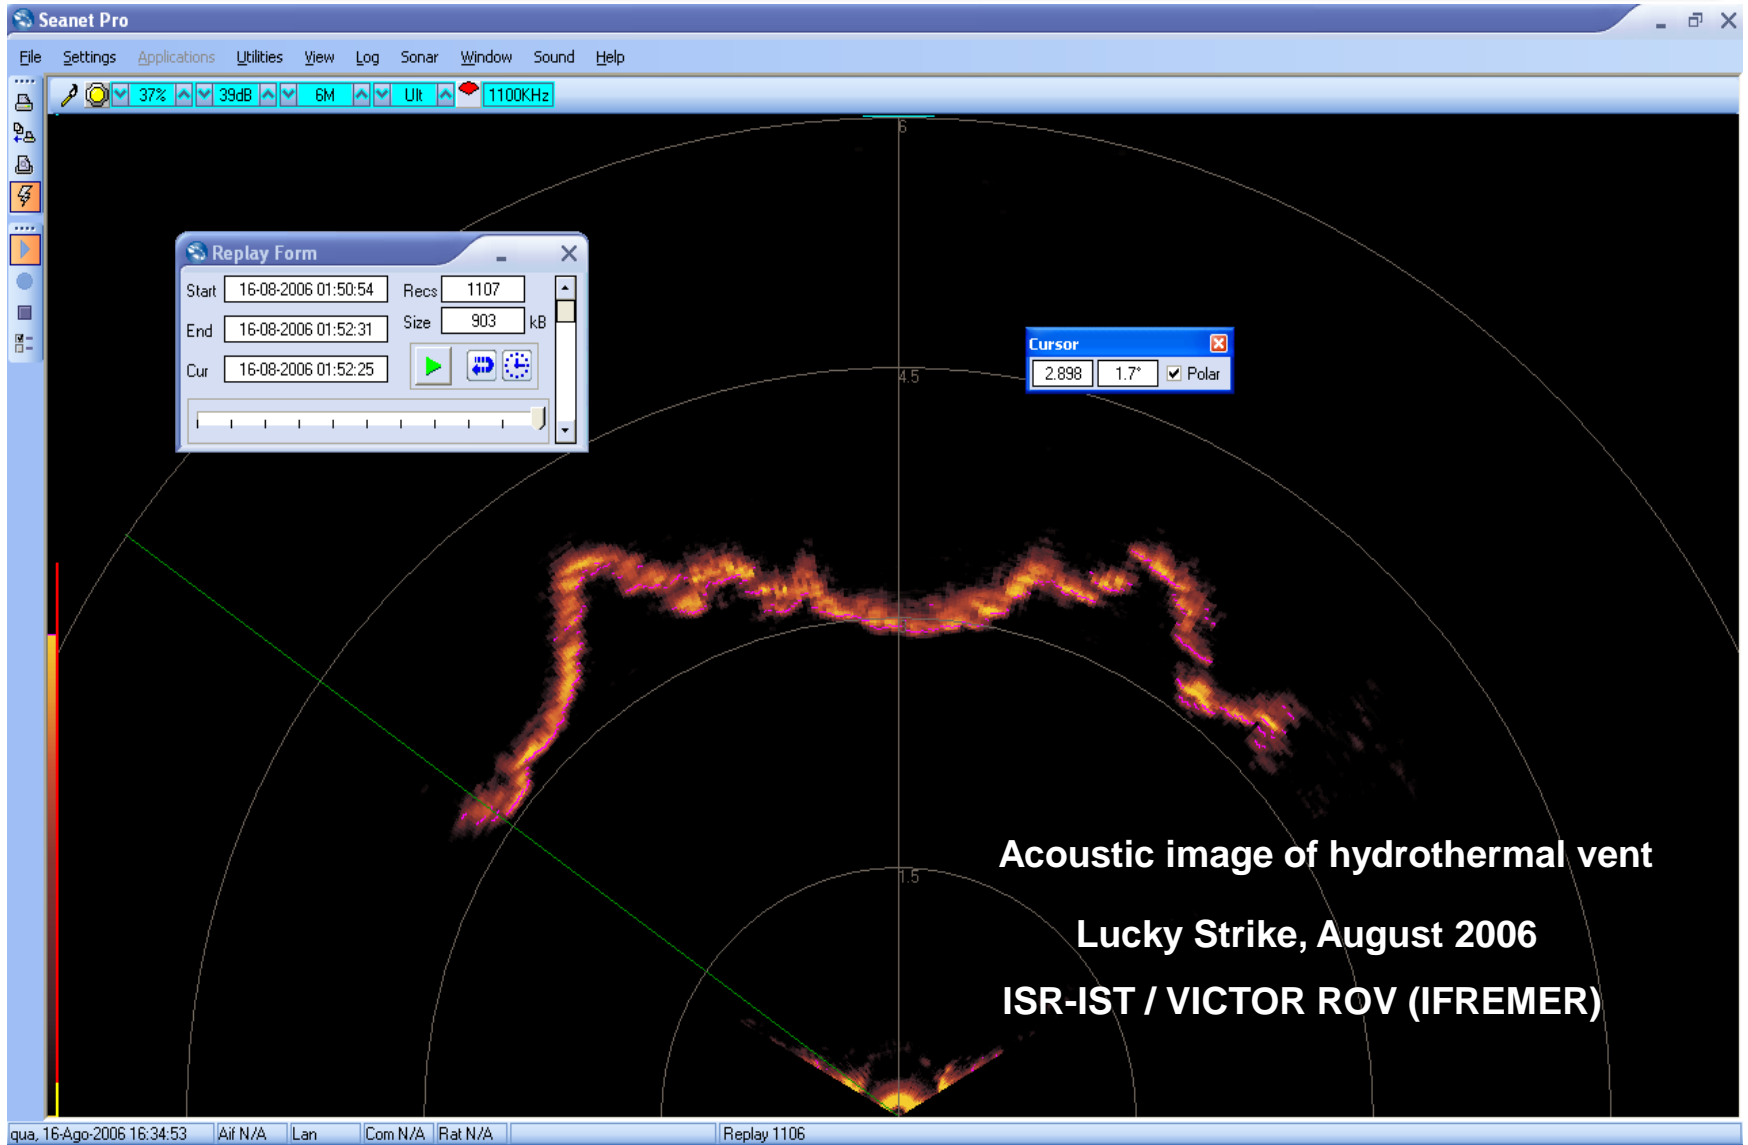 Seanet Pro
File Settings Applications Utilities View Log Sonar Window Sound Help
37% 39dB 6M Ult 1100KHz
6
Replay Form
Start 16-08-2006 01:50:54 Recs 1107
End 16-08-2006 01:52:31 Size 903 kB
Cur 16-08-2006 01:52:25
Cursor
2.898 1.7° Polar
4.5
1.5
Acoustic image of hydrothermal vent
Lucky Strike, August 2006
ISR-IST / VICTOR ROV (IFREMER)
qua, 16-Ago-2006 16:34:53 Aif N/A Lan Com N/A Rat N/A Replay 1106